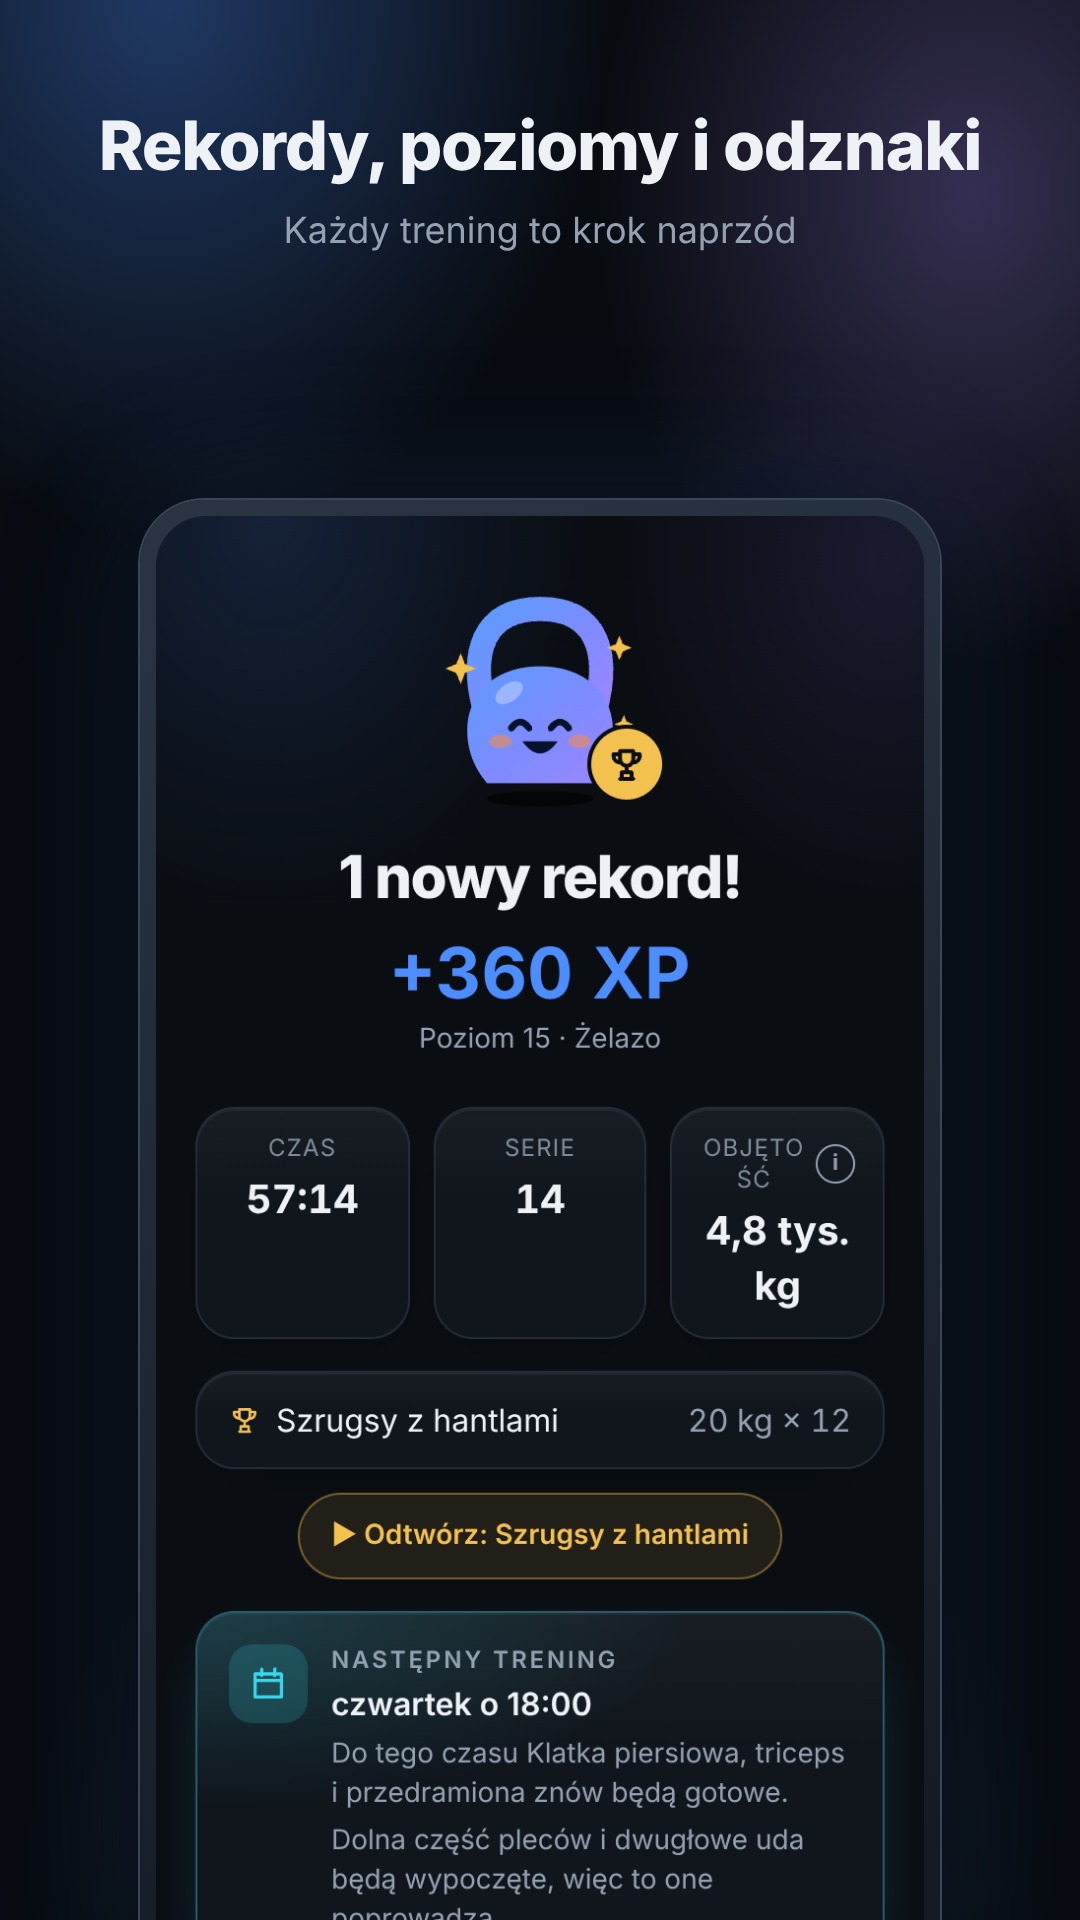 Rekordy, poziomy i odznaki
Każdy trening to krok naprzód
1 nowy rekord!
+360 XP
Poziom 15 · Żelazo
CZAS
57:14
SERIE
14
OBJĘTO
ŚĆ
i
4,8 tys.
kg
Szrugsy z hantlami
20 kg × 12
Odtwórz: Szrugsy z hantlami
NASTĘPNY TRENING
czwartek o 18:00
Do tego czasu Klatka piersiowa, triceps
i przedramiona znów będą gotowe.
Dolna część pleców i dwugłowe uda
będą wypoczęte, więc to one
poprowadzą